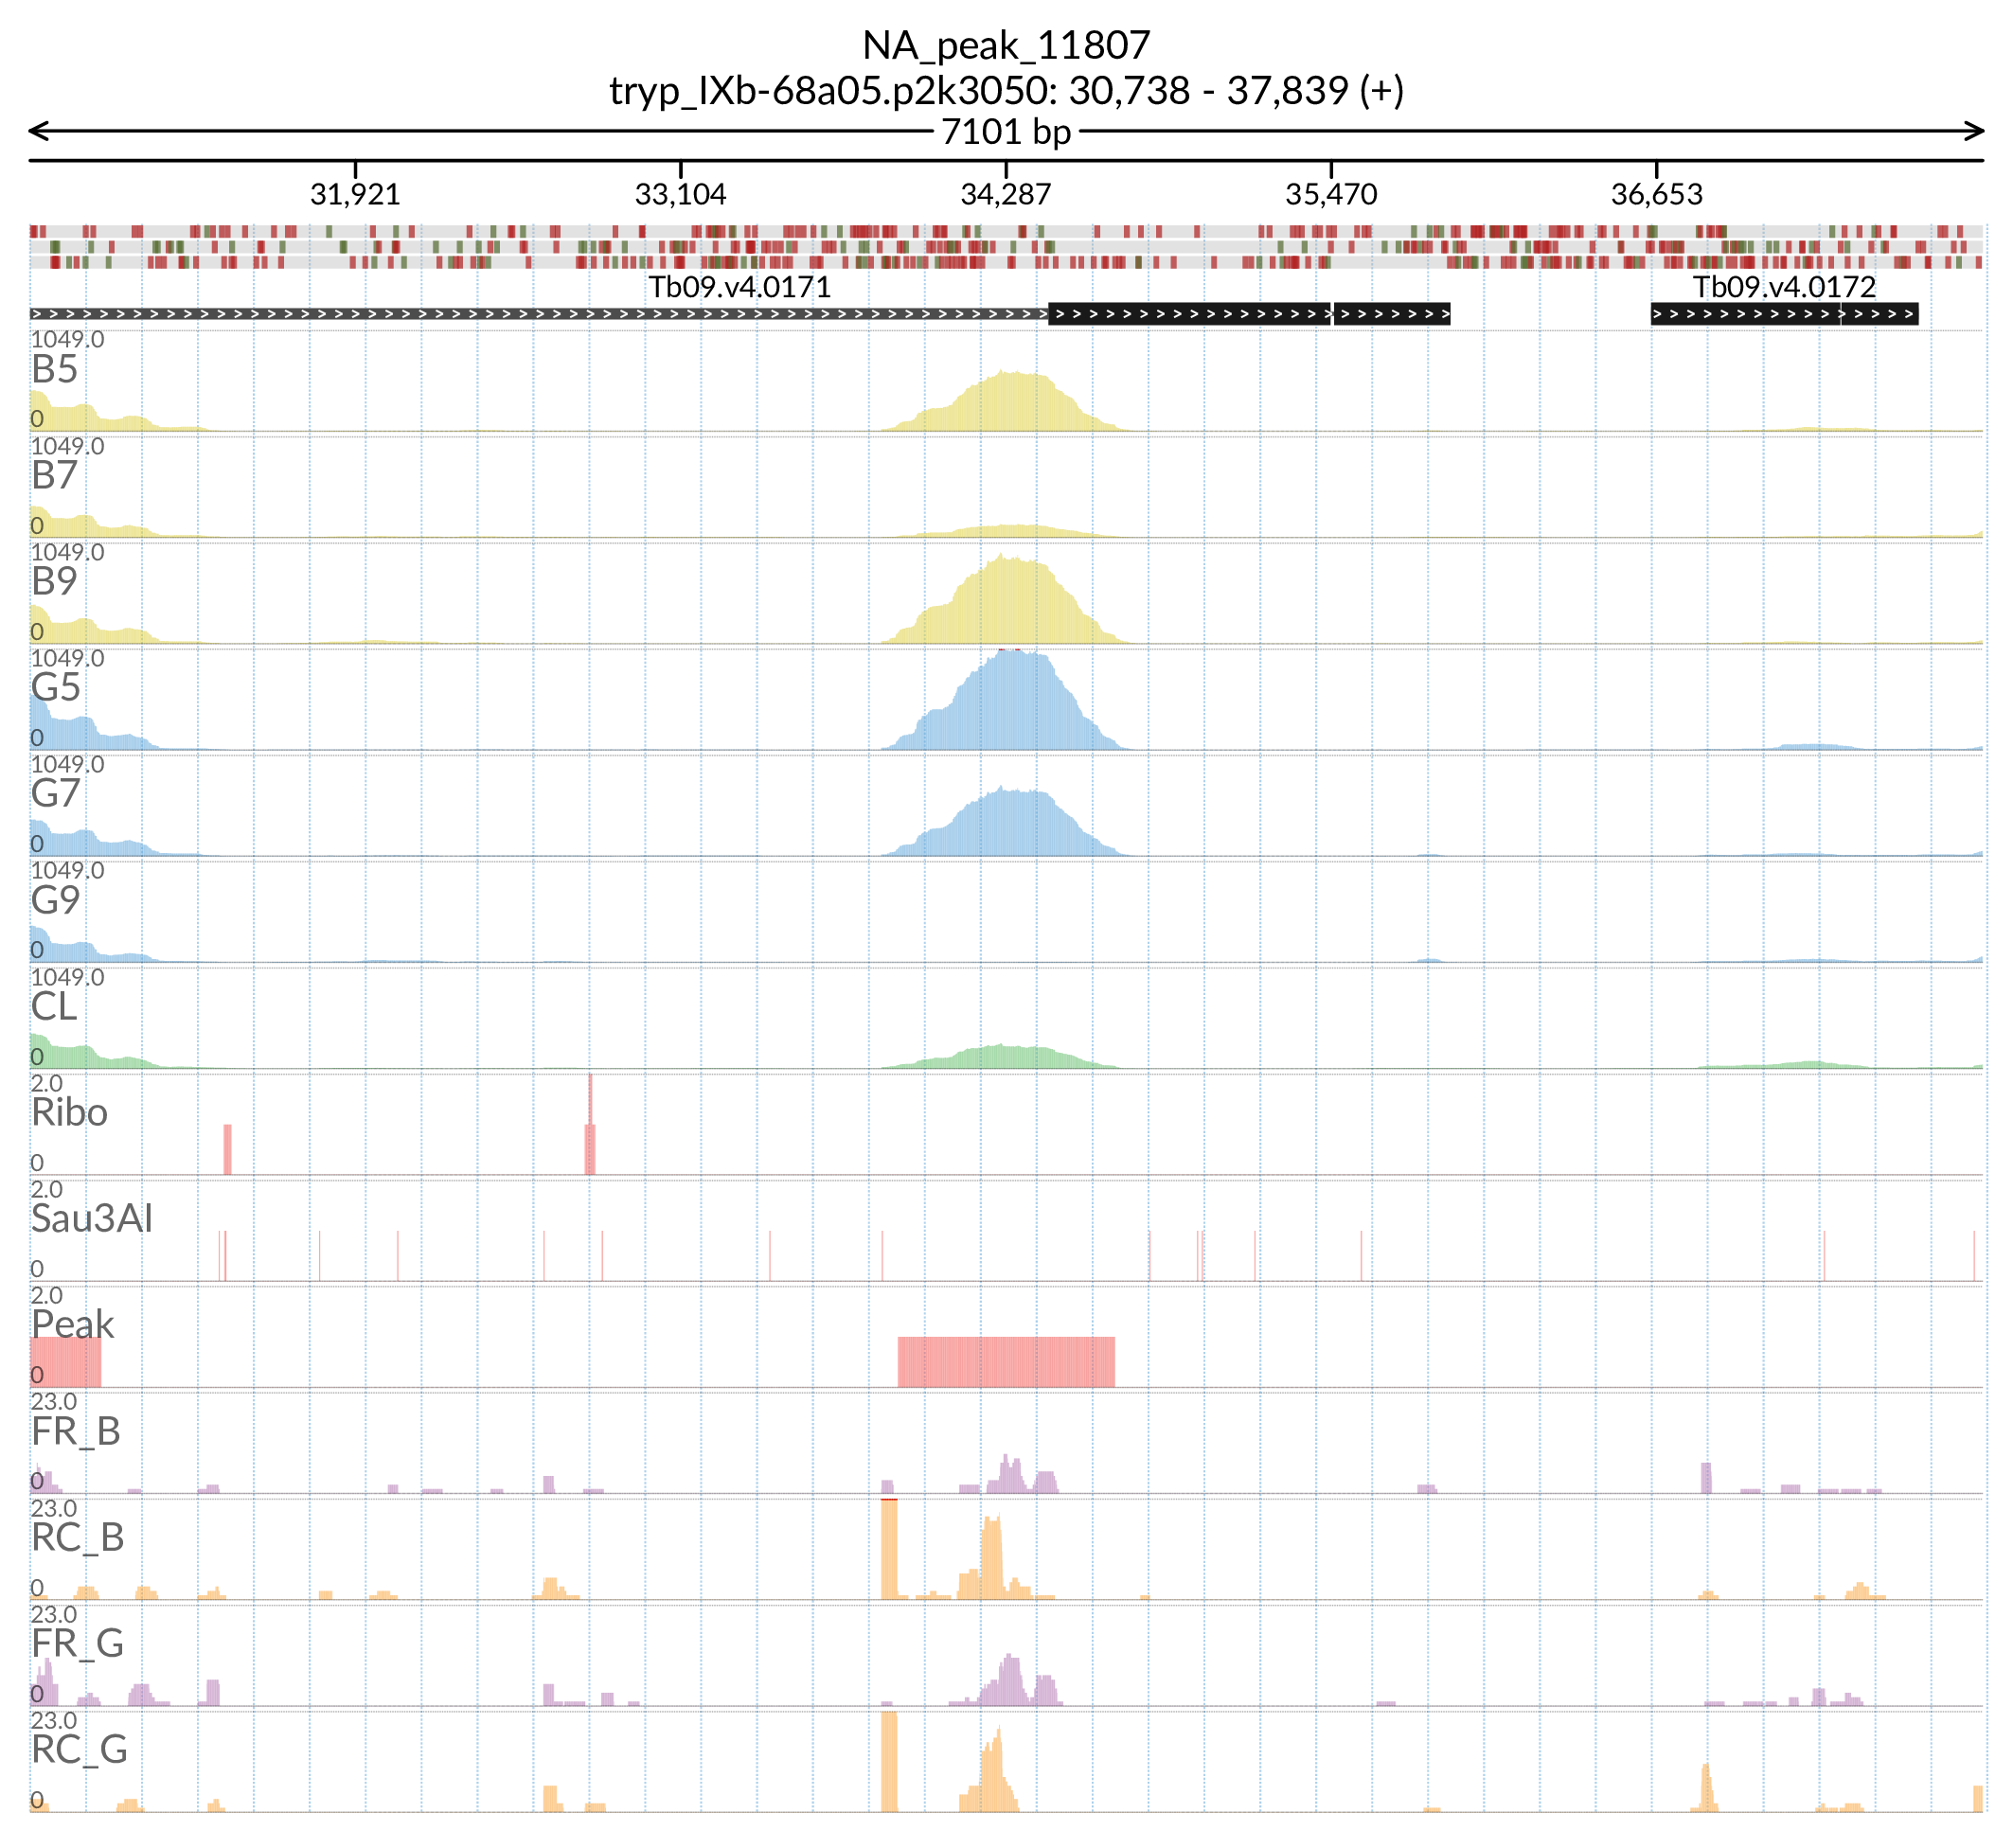 NA_peak_11807
tryp_IXb-68a05.p2k3050: 30,738 - 37,839 (+)
7101 bp
31,921 33,104 34,287 35,470 36,653
Tb09.v4.0171 Tb09.v4.0172
1049.0
B5
0
1049.0
B7
0
1049.0
B9
0
1049.0
G5
0
1049.0
G7
0
1049.0
G9
0
1049.0
CL
0
2.0
Ribo
0
2.0
Sau3AI
0
2.0
Peak
0
23.0
FR_B
0
23.0
RC_B
0
23.0
FR_G
0
23.0
RC_G
0